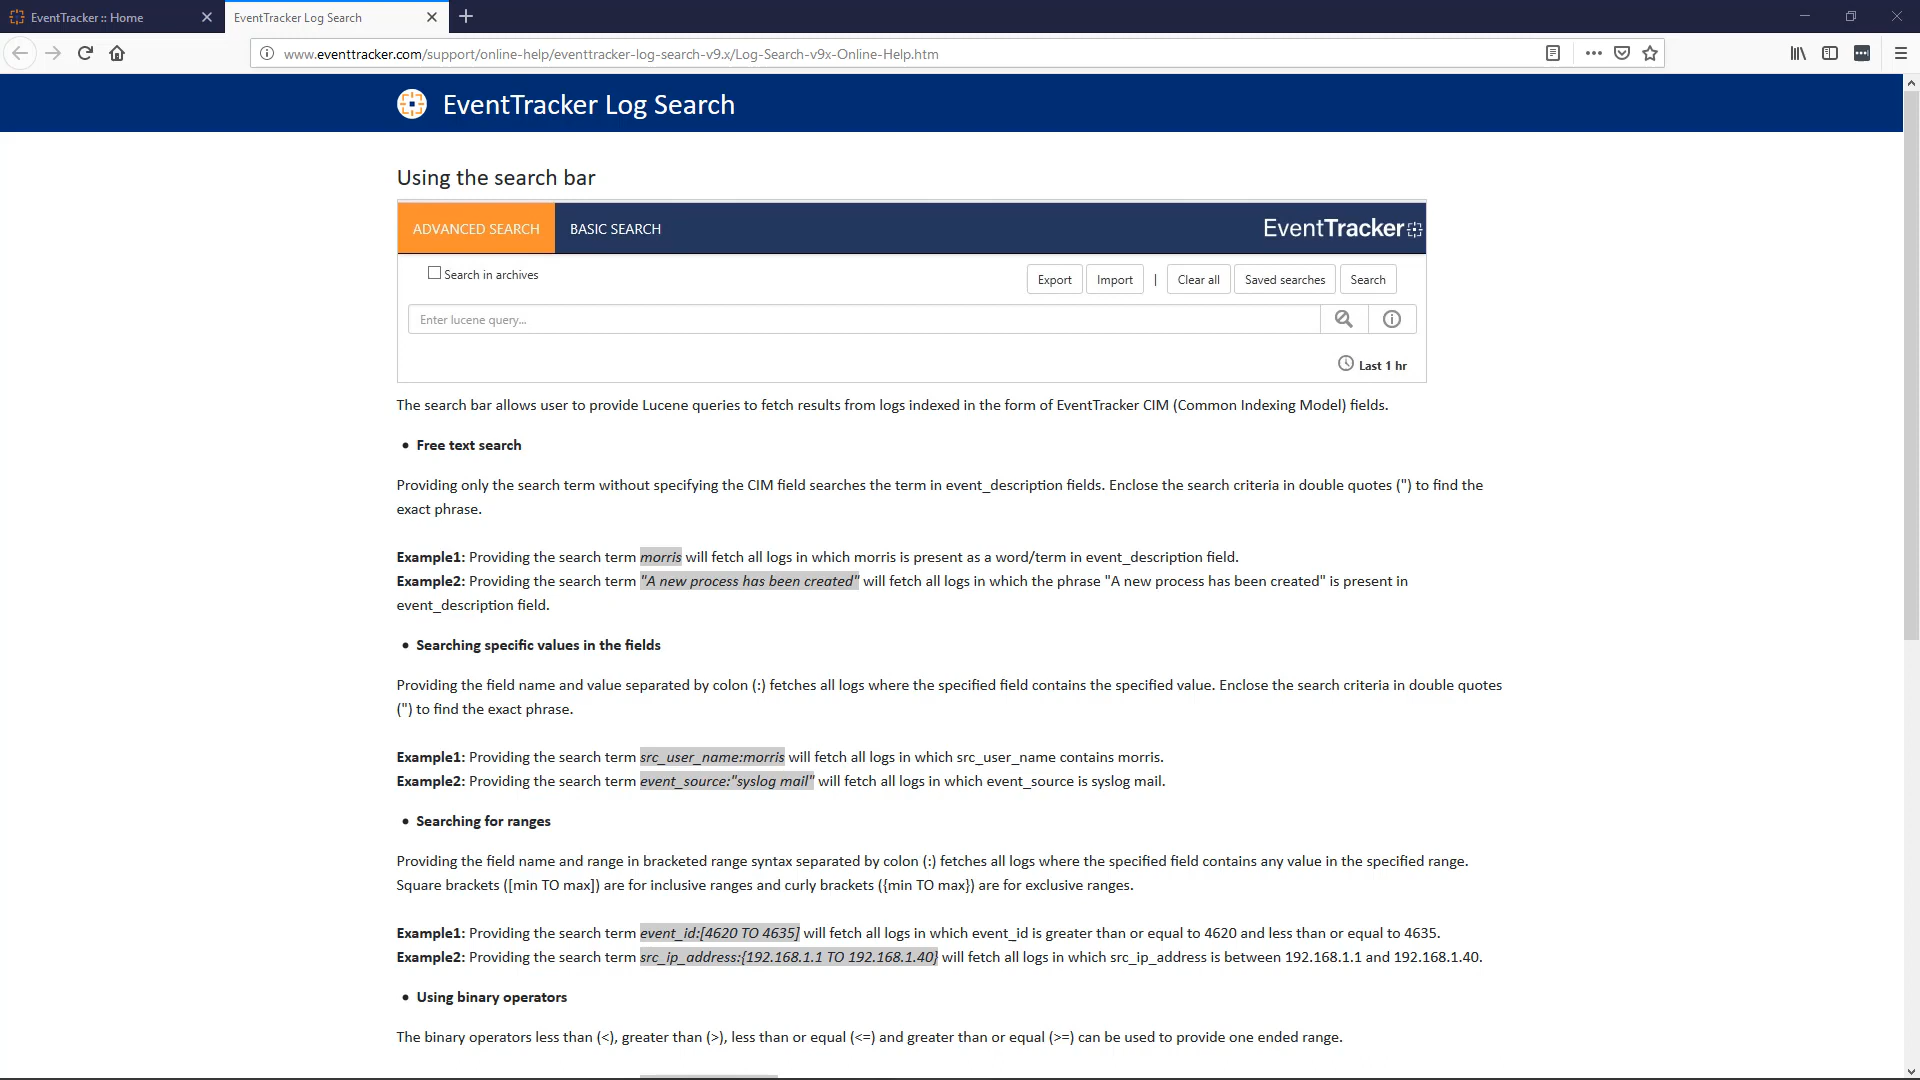 EventTracker :: Home
EventTracker Log Search
www.eventtracker.com/support/online-help/eventtracker-log-search-v9.x/Log-Search-v9x-Online-Help.htm
EventTracker Log Search
Using the search bar
ADVANCED SEARCH BASIC SEARCH EventTracker
Search in archives
Export Import | Clear all Saved searches Search
Enter lucene query...
Last 1 hr
The search bar allows user to provide Lucene queries to fetch results from logs indexed in the form of EventTracker CIM (Common Indexing Model) fields.
• Free text search
Providing only the search term without specifying the CIM field searches the term in event_description fields. Enclose the search criteria in double quotes (") to find the
exact phrase.
Example1: Providing the search term morris will fetch all logs in which morris is present as a word/term in event_description field.
Example2: Providing the search term "A new process has been created" will fetch all logs in which the phrase "A new process has been created" is present in
event_description field.
• Searching specific values in the fields
Providing the field name and value separated by colon (:) fetches all logs where the specified field contains the specified value. Enclose the search criteria in double quotes
(") to find the exact phrase.
Example1: Providing the search term src_user_name:morris will fetch all logs in which src_user_name contains morris.
Example2: Providing the search term event_source:"syslog mail" will fetch all logs in which event_source is syslog mail.
• Searching for ranges
Providing the field name and range in bracketed range syntax separated by colon (:) fetches all logs where the specified field contains any value in the specified range.
Square brackets ([min TO max]) are for inclusive ranges and curly brackets ({min TO max}) are for exclusive ranges.
Example1: Providing the search term event_id:[4620 TO 4635] will fetch all logs in which event_id is greater than or equal to 4620 and less than or equal to 4635.
Example2: Providing the search term src_ip_address:{192.168.1.1 TO 192.168.1.40} will fetch all logs in which src_ip_address is between 192.168.1.1 and 192.168.1.40.
• Using binary operators
The binary operators less than (<), greater than (>), less than or equal (<=) and greater than or equal (>=) can be used to provide one ended range.